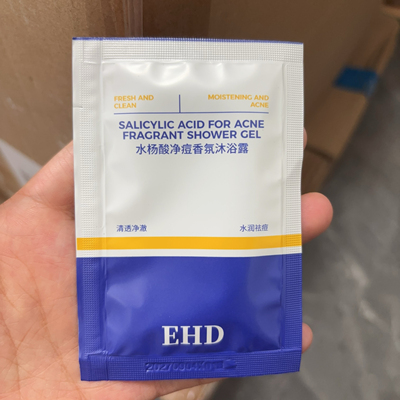 FRESH AND
CLEAN
MOISTENING AND
ACNE
SALICYLIC ACID FOR ACNE
FRAGRANT SHOWER GEL
水杨酸净痘香氛沐浴露
清透净澈
水润祛痘
EHD